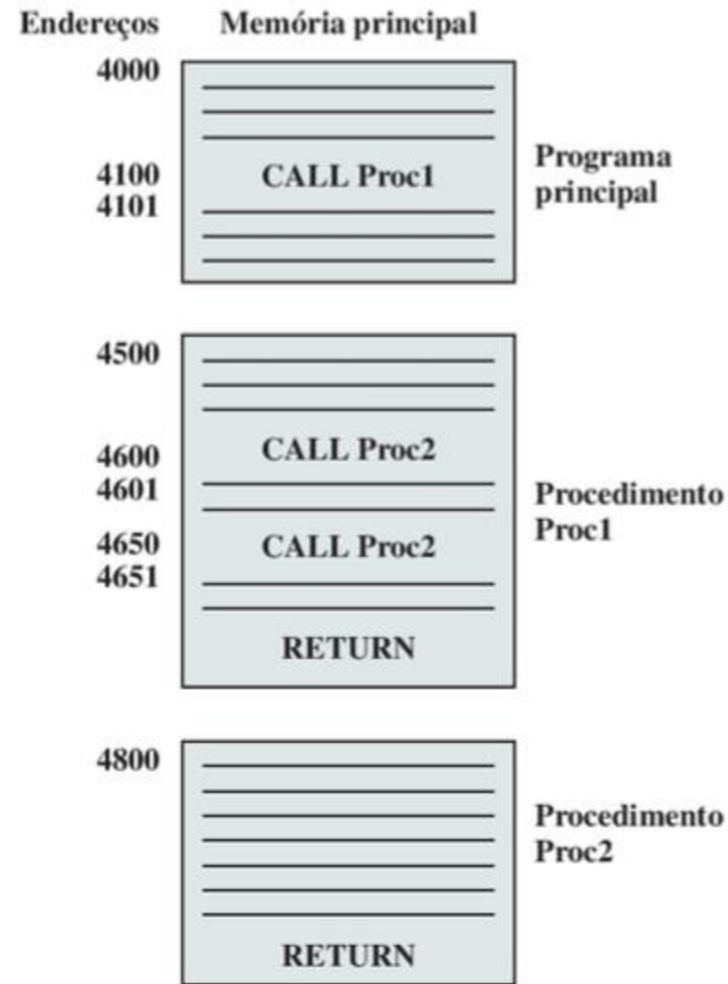 Endereços Memória principal
4000
4100 CALL Proc1
4101
Programa
principal
4500
CALL Proc2
4600
4601
4650 CALL Proc2
4651
RETURN
Procedimento
Proc1
4800
RETURN
Procedimento
Proc2